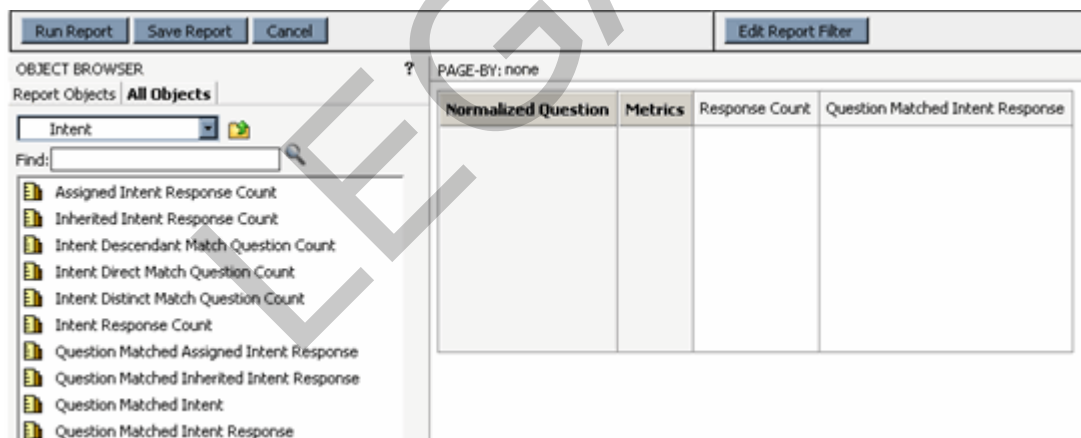 Run Report Save Report Cancel Edit Report Filter
OBJECT BROWSER ?
Report Objects All Objects
Intent
Find:
Assigned Intent Response Count
Inherited Intent Response Count
Intent Descendant Match Question Count
Intent Direct Match Question Count
Intent Distinct Match Question Count
Intent Response Count
Question Matched Assigned Intent Response
Question Matched Inherited Intent Response
Question Matched Intent
Question Matched Intent Response
PAGE-BY: none
Normalized Question Metrics Response Count Question Matched Intent Response